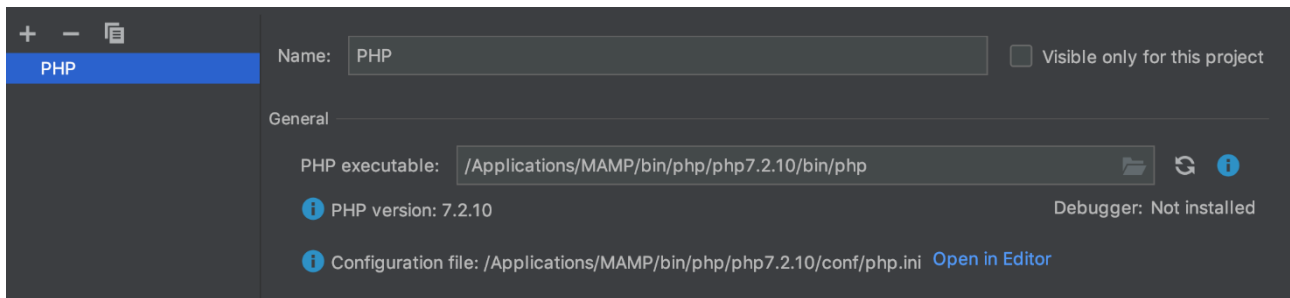 PHP
Name: PHP
Visible only for this project
General
PHP executable: /Applications/MAMP/bin/php/php7.2.10/bin/php
PHP version: 7.2.10
Debugger: Not installed
Configuration file: /Applications/MAMP/bin/php/php7.2.10/conf/php.ini Open in Editor